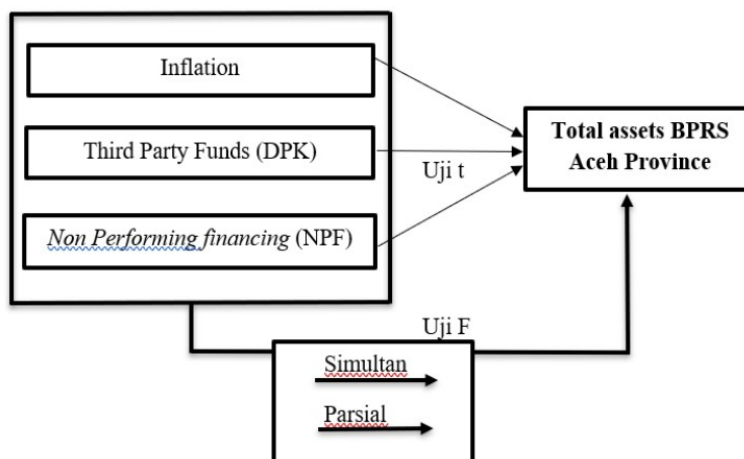 Inflation
Third Party Funds (DPK)
Non Performing financing (NPF)
Total assets BPRS
Aceh Province
Uji t
Uji F
Simultan
Parsial